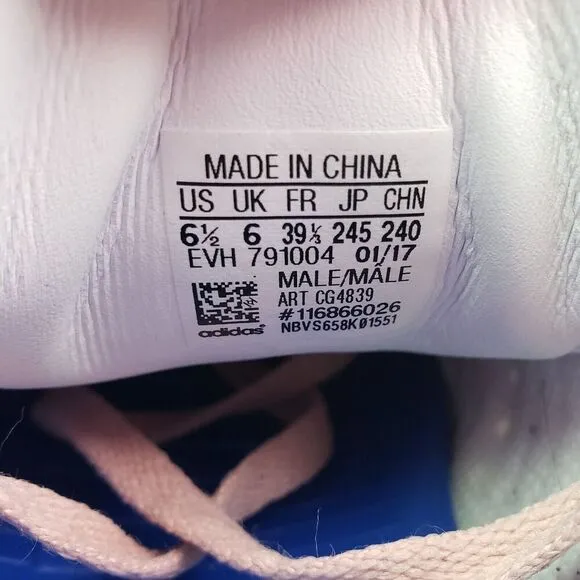 MADE IN CHINA
US UK FR JP CHN
6½ 6 39⅓ 245 240
EVH 791004 01/17
MALE/MÂLE
ART CG4839
#116866026
adidas® NBVS658K01551